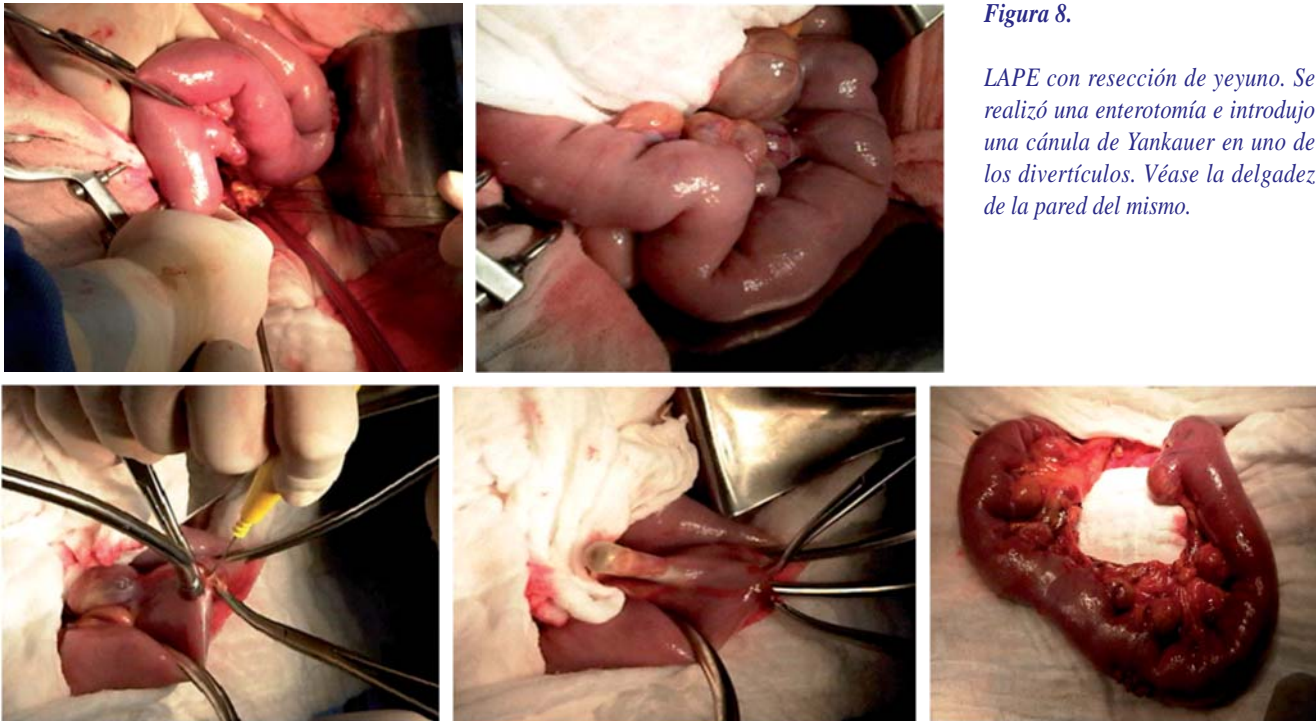 Figura 8.
LAPE con resección de yeyuno. Se
realizó una enterotomía e introdujo
una cánula de Yankauer en uno de
los divertículos. Véase la delgadez
de la pared del mismo.